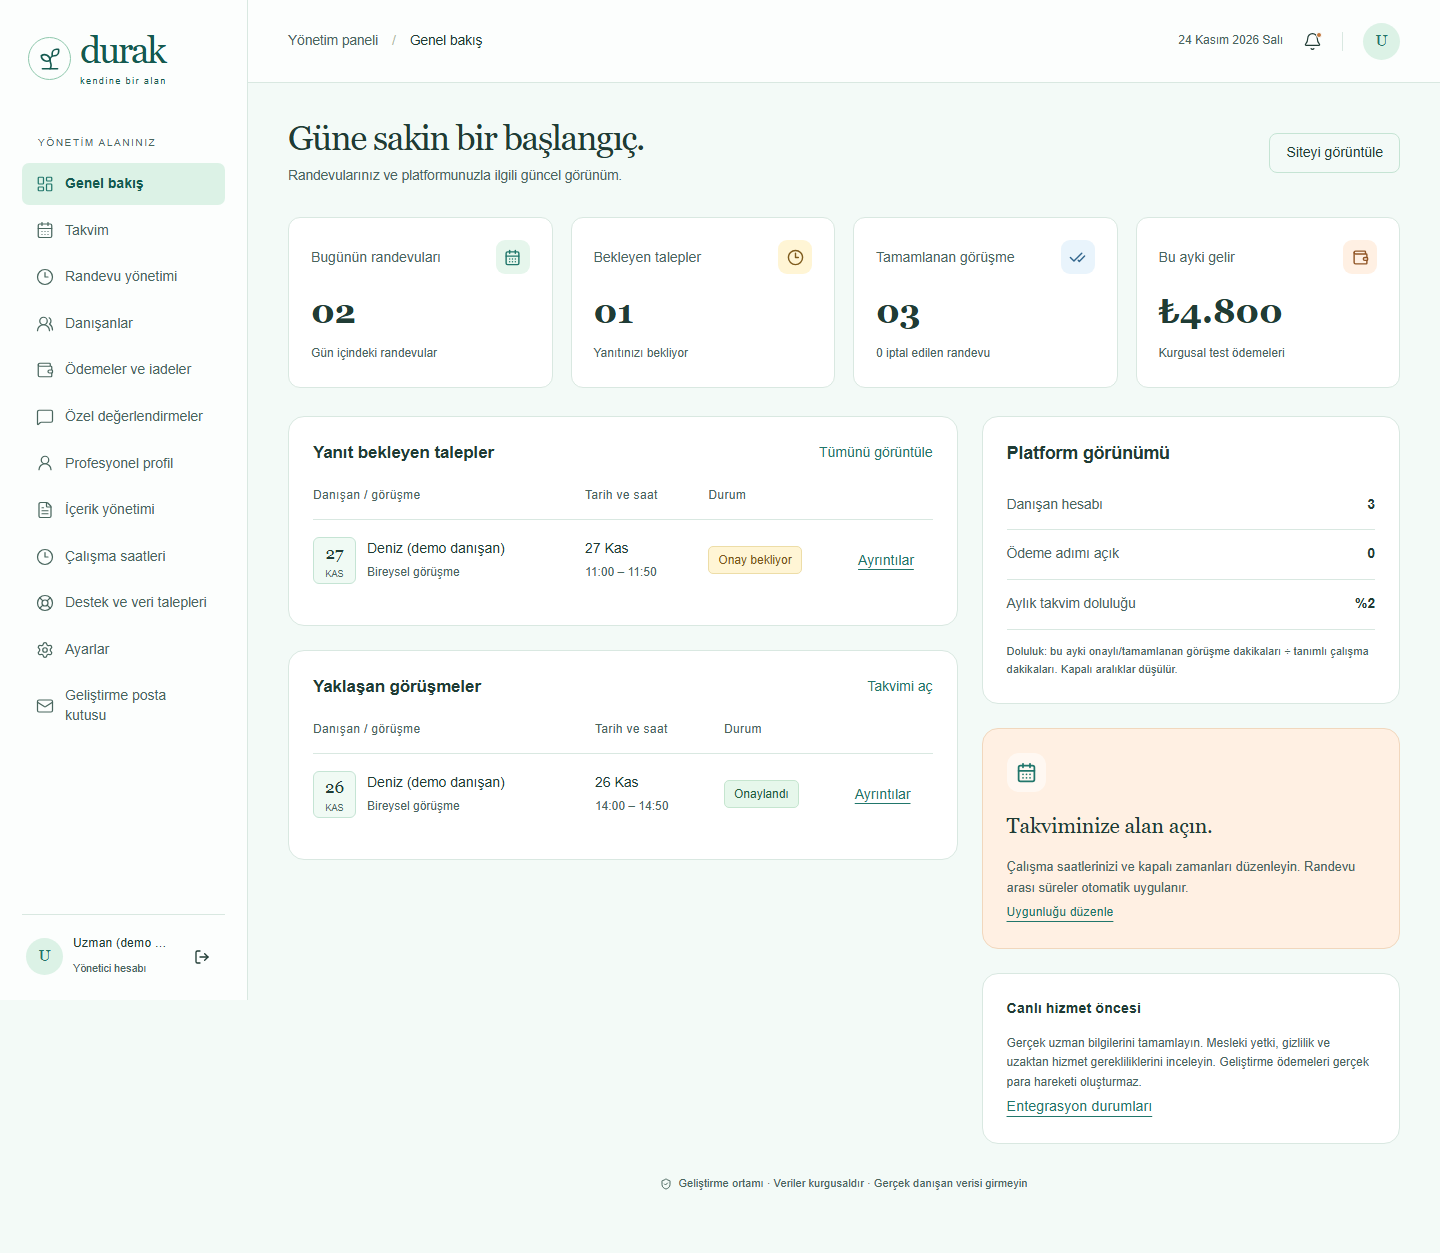 durak
kendine bir alan
YÖNETİM ALANINIZ
Genel bakış
Takvim
Randevu yönetimi
Danışanlar
Ödemeler ve iadeler
Özel değerlendirmeler
Profesyonel profil
İçerik yönetimi
Çalışma saatleri
Destek ve veri talepleri
Ayarlar
Geliştirme posta
kutusu
U
Uzman (demo ...
Yönetici hesabı
Yönetim paneli / Genel bakış
24 Kasım 2026 Salı
U
Güne sakin bir başlangıç.
Randevularınız ve platformunuzla ilgili güncel görünüm.
Siteyi görüntüle
Bugünün randevuları
02
Gün içindeki randevular
Bekleyen talepler
01
Yanıtınızı bekliyor
Tamamlanan görüşme
03
0 iptal edilen randevu
Bu ayki gelir
₺4.800
Kurgusal test ödemeleri
Yanıt bekleyen talepler
Tümünü görüntüle
Danışan / görüşme Tarih ve saat Durum
27 KAS
Deniz (demo danışan)
Bireysel görüşme
27 Kas
11:00 – 11:50
Onay bekliyor
Ayrıntılar
Yaklaşan görüşmeler
Takvimi aç
Danışan / görüşme Tarih ve saat Durum
26 KAS
Deniz (demo danışan)
Bireysel görüşme
26 Kas
14:00 – 14:50
Onaylandı
Ayrıntılar
Platform görünümü
Danışan hesabı 3
Ödeme adımı açık 0
Aylık takvim doluluğu %2
Doluluk: bu ayki onaylı/tamamlanan görüşme dakikaları ÷ tanımlı çalışma
dakikaları. Kapalı aralıklar düşülür.
Takviminize alan açın.
Çalışma saatlerinizi ve kapalı zamanları düzenleyin. Randevu
arası süreler otomatik uygulanır.
Uygunluğu düzenle
Canlı hizmet öncesi
Gerçek uzman bilgilerini tamamlayın. Mesleki yetki, gizlilik ve
uzaktan hizmet gerekliliklerini inceleyin. Geliştirme ödemeleri gerçek
para hareketi oluşturmaz.
Entegrasyon durumları
Geliştirme ortamı · Veriler kurgusaldır · Gerçek danışan verisi girmeyin